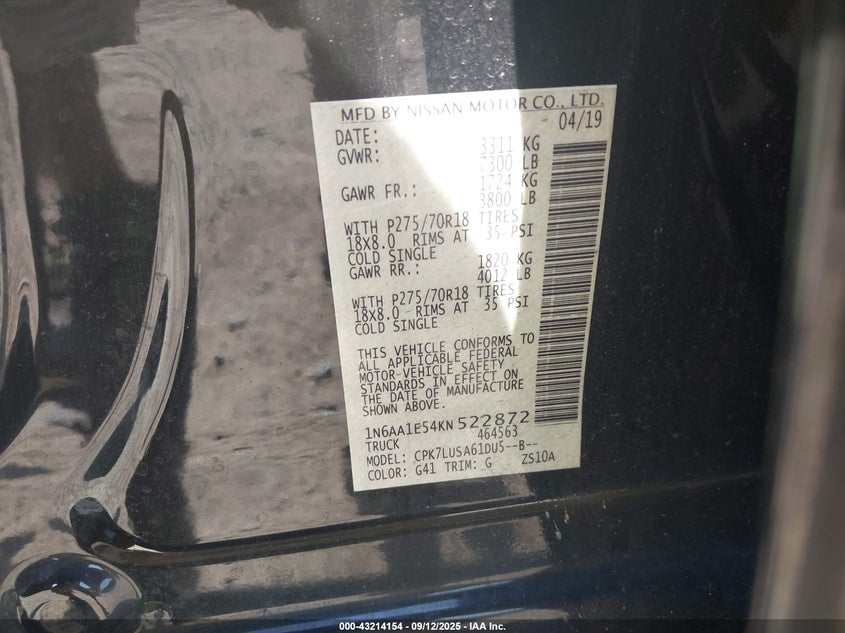 MFD BY NISSAN MOTOR CO., LTD.
DATE: 04/19
GVWR: 3311 KG
7300 LB
GAWR FR.: 1724 KG
3800 LB
WITH P275/70R18 TIRES
18X8.0 RIMS AT 35 PSI
COLD SINGLE
GAWR RR.: 1820 KG
4012 LB
WITH P275/70R18 TIRES
18X8.0 RIMS AT 35 PSI
COLD SINGLE
THIS VEHICLE CONFORMS TO
ALL APPLICABLE FEDERAL
MOTOR-VEHICLE SAFETY
STANDARDS IN EFFECT ON
THE DATE OF MANUFACTURE
SHOWN ABOVE.
1N6AA1E54KN522872
TRUCK 464563
MODEL: CPK7LUSA61DU5--B--
COLOR: G41 TRIM: G ZS10A
000-43214154 - 09/12/2025 - IAA Inc.